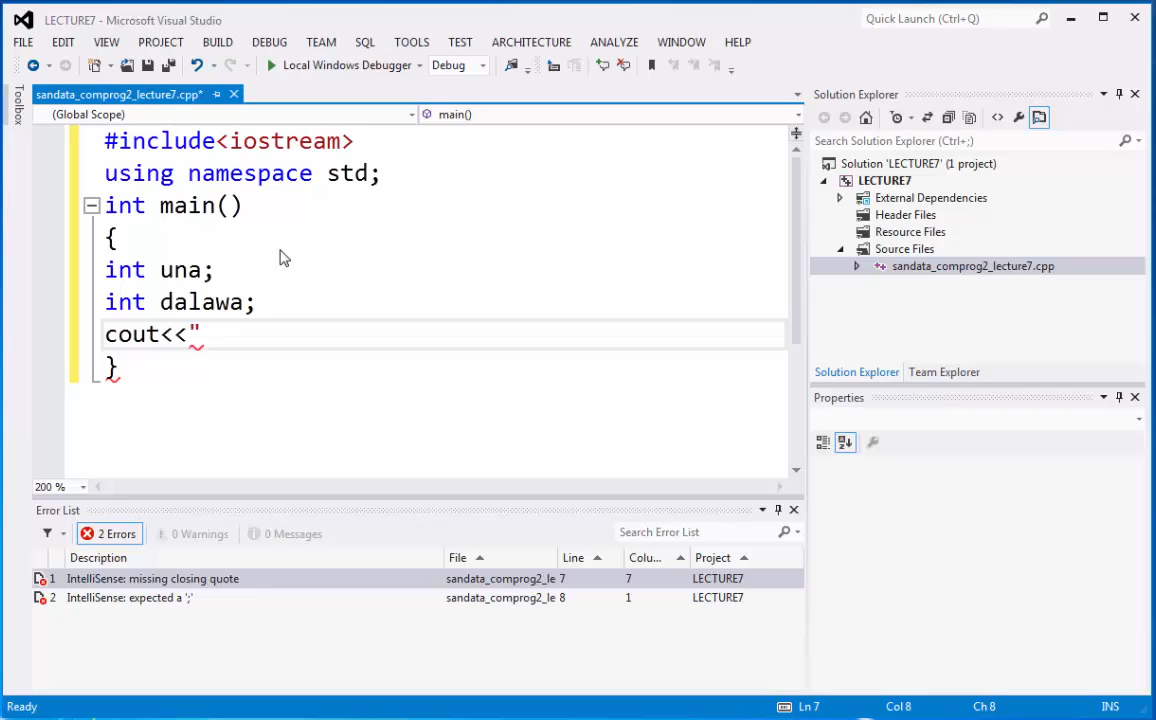 LECTURE7 - Microsoft Visual Studio
Quick Launch (Ctrl+Q)
FILE EDIT VIEW PROJECT BUILD DEBUG TEAM SQL TOOLS TEST ARCHITECTURE ANALYZE WINDOW HELP
Local Windows Debugger Debug
Toolbox
sandata_comprog2_lecture7.cpp*
(Global Scope) main()
#include<iostream>
using namespace std;
int main()
{
int una;
int dalawa;
cout<<"
}
200 %
Solution Explorer
Search Solution Explorer (Ctrl+;)
Solution 'LECTURE7' (1 project)
LECTURE7
External Dependencies
Header Files
Resource Files
Source Files
sandata_comprog2_lecture7.cpp
Solution Explorer Team Explorer
Properties
Error List
2 Errors 0 Warnings 0 Messages Search Error List
Description File Line Colu... Project
1 IntelliSense: missing closing quote sandata_comprog2_le 7 7 LECTURE7
2 IntelliSense: expected a ';' sandata_comprog2_le 8 1 LECTURE7
Ready Ln 7 Col 8 Ch 8 INS